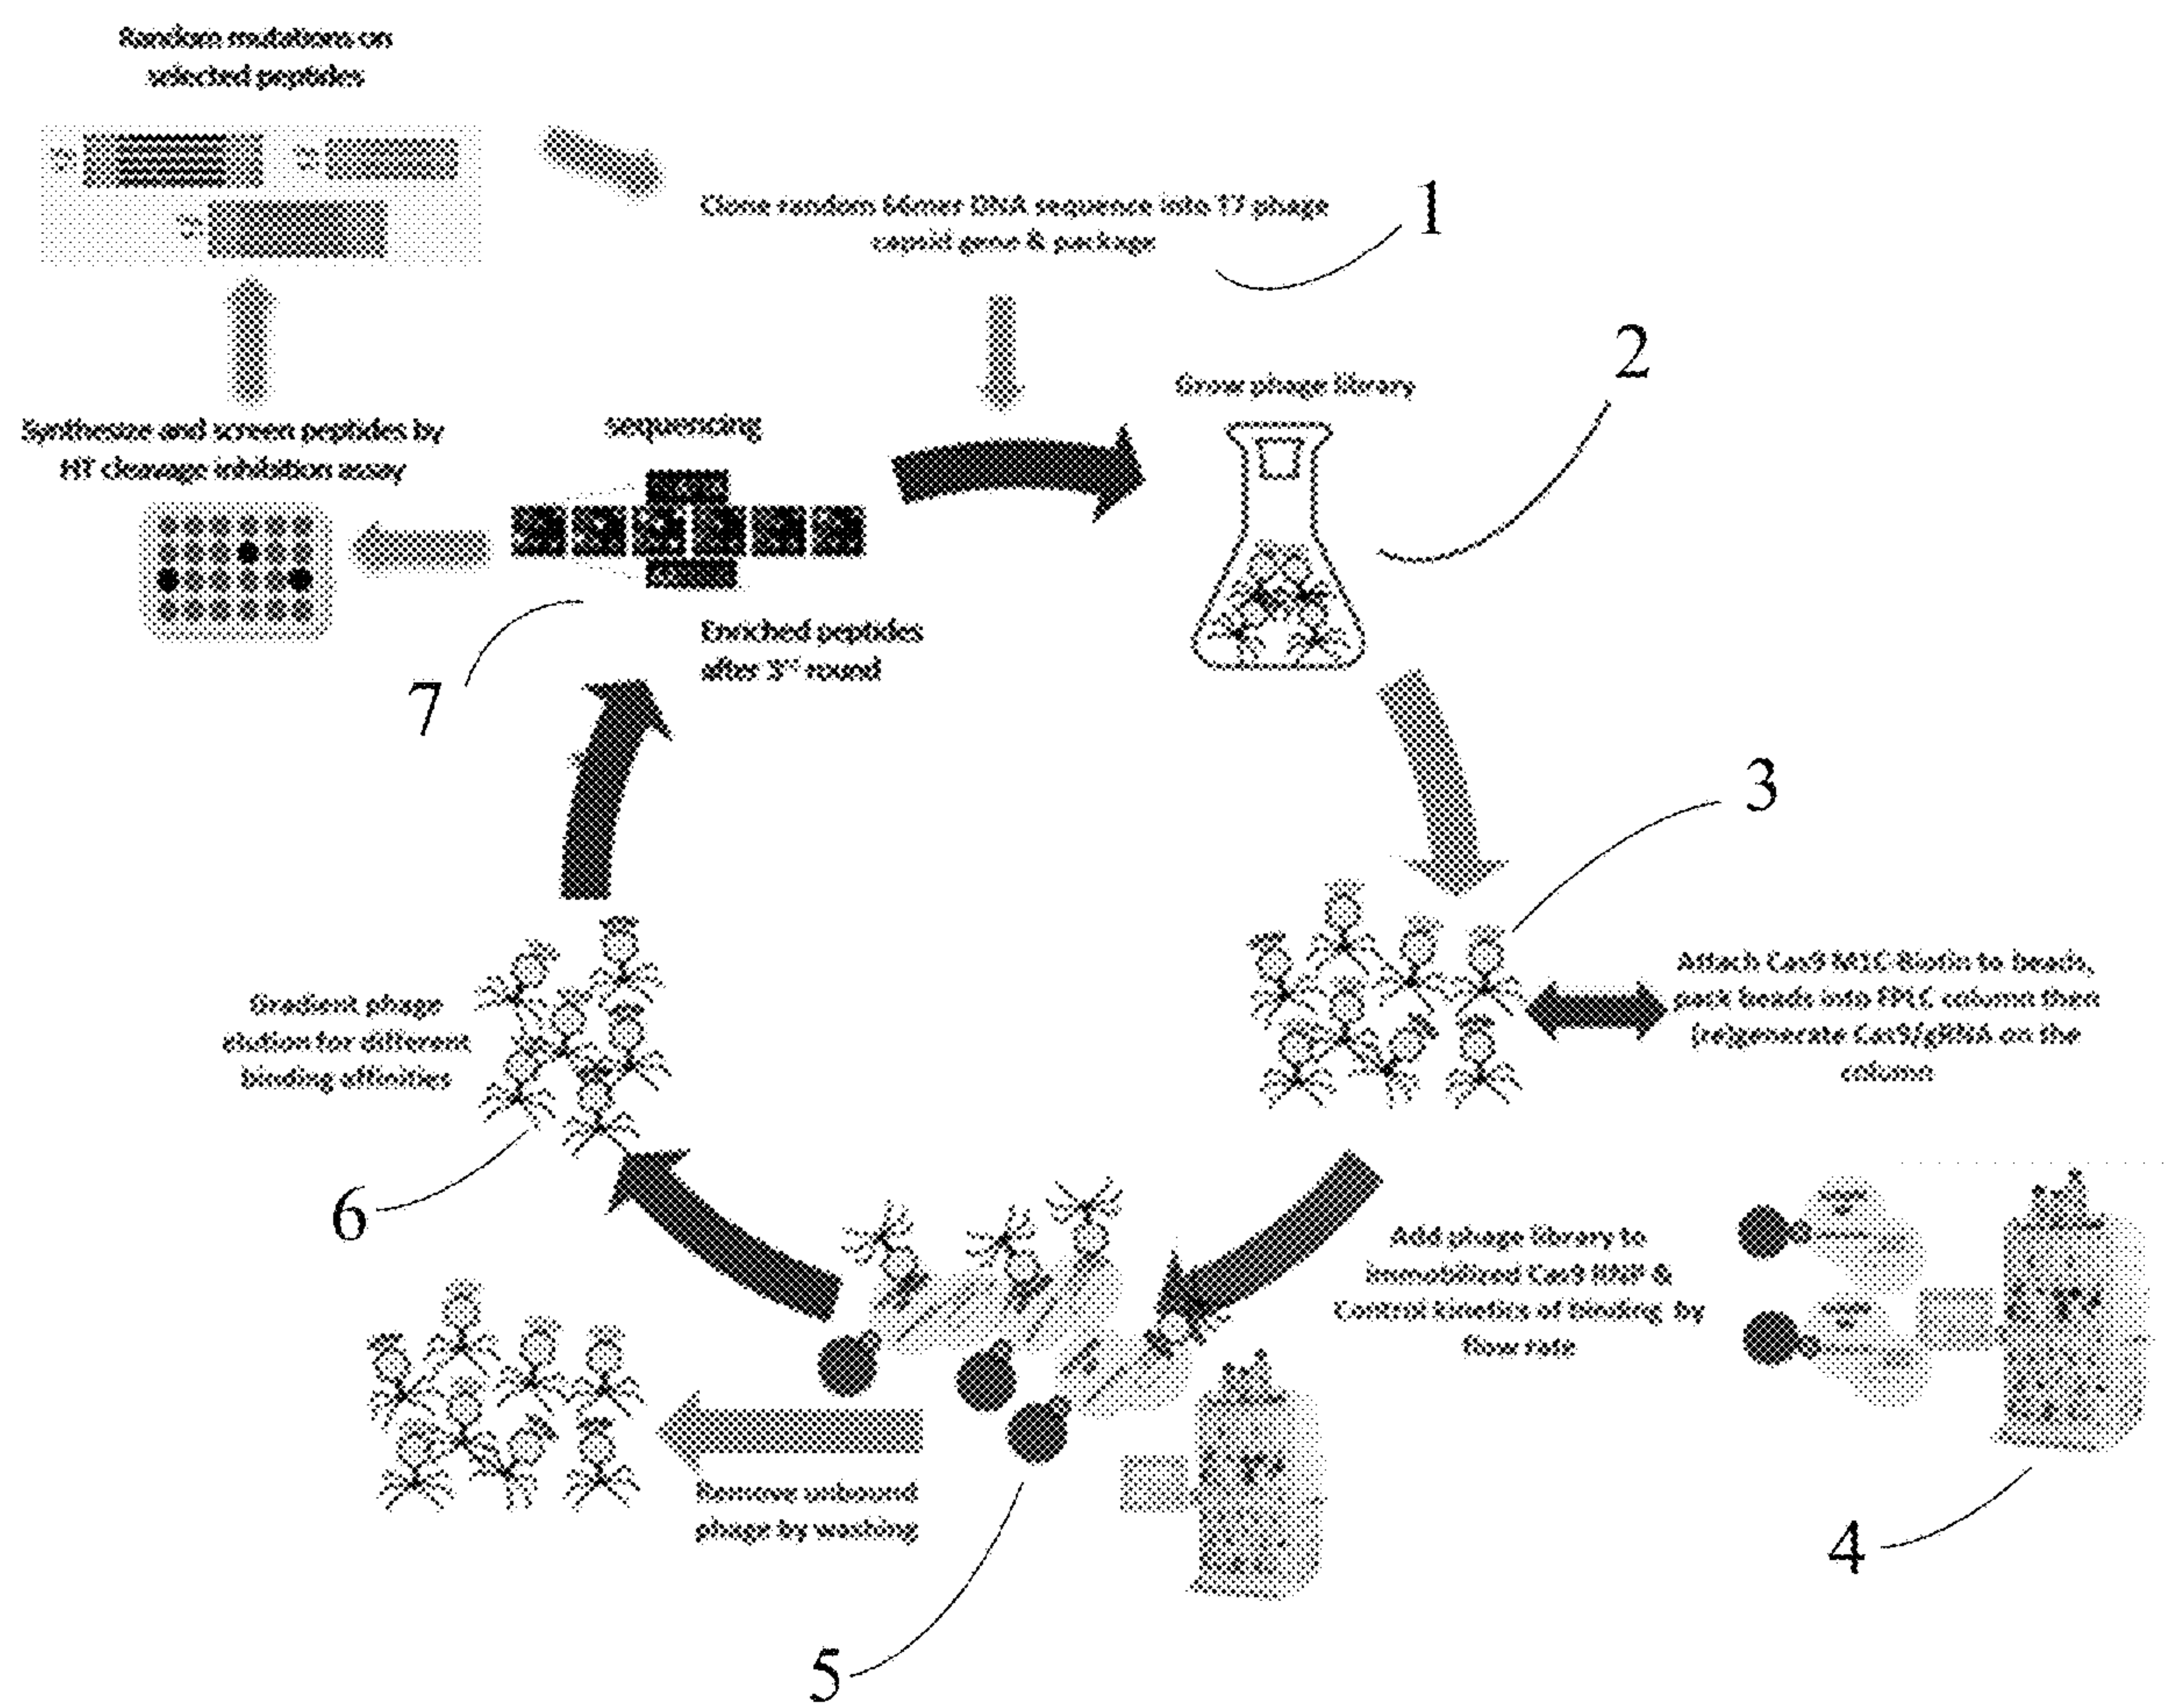 Random mutations on
selected peptides
Clone random 66mer DNA sequence into T7 phage
capsid gene & package
1
Grow phage library
2
Synthesize and screen peptides by
HT cleavage inhibition assay
sequencing
Enriched peptides
after 3rd round
7
3
Attach Cas9 M1C-Biotin to beads,
pack beads into FPLC column then
(re)generate Cas9/gRNA on the
column
Gradient phage
elution for different
binding affinities
6
Add phage library to
immobilized Cas9 RNP &
Control kinetics of binding by
flow rate
4
Remove unbound
phage by washing
5